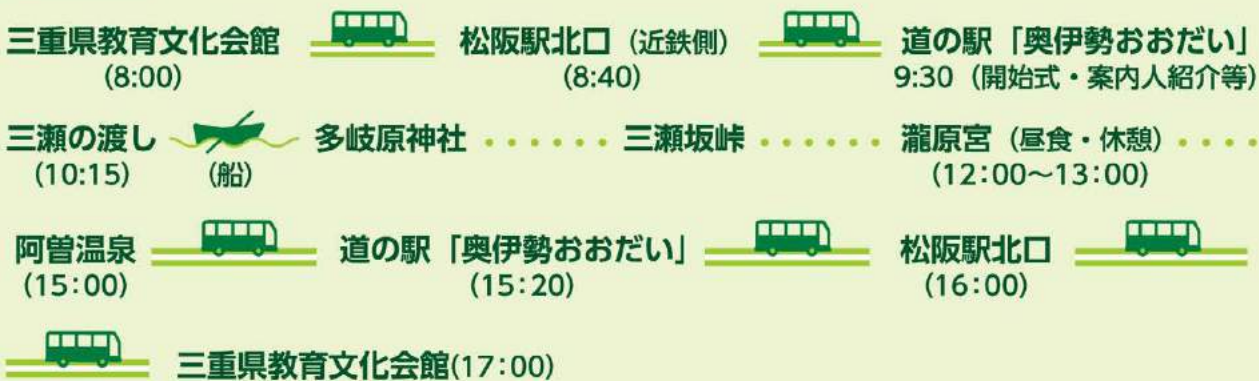 三重県教育文化会館 松阪駅北口（近鉄側） 道の駅「奥伊勢おおだい」
(8:00) (8:40) 9:30（開始式・案内人紹介等）
三瀬の渡し 多岐原神社・・・・・・三瀬坂峠・・・・・・瀧原宮（昼食・休憩）・・・・
(10:15) (船) (12:00～13:00)
阿曽温泉 道の駅「奥伊勢おおだい」 松阪駅北口
(15:00) (15:20) (16:00)
三重県教育文化会館(17:00)